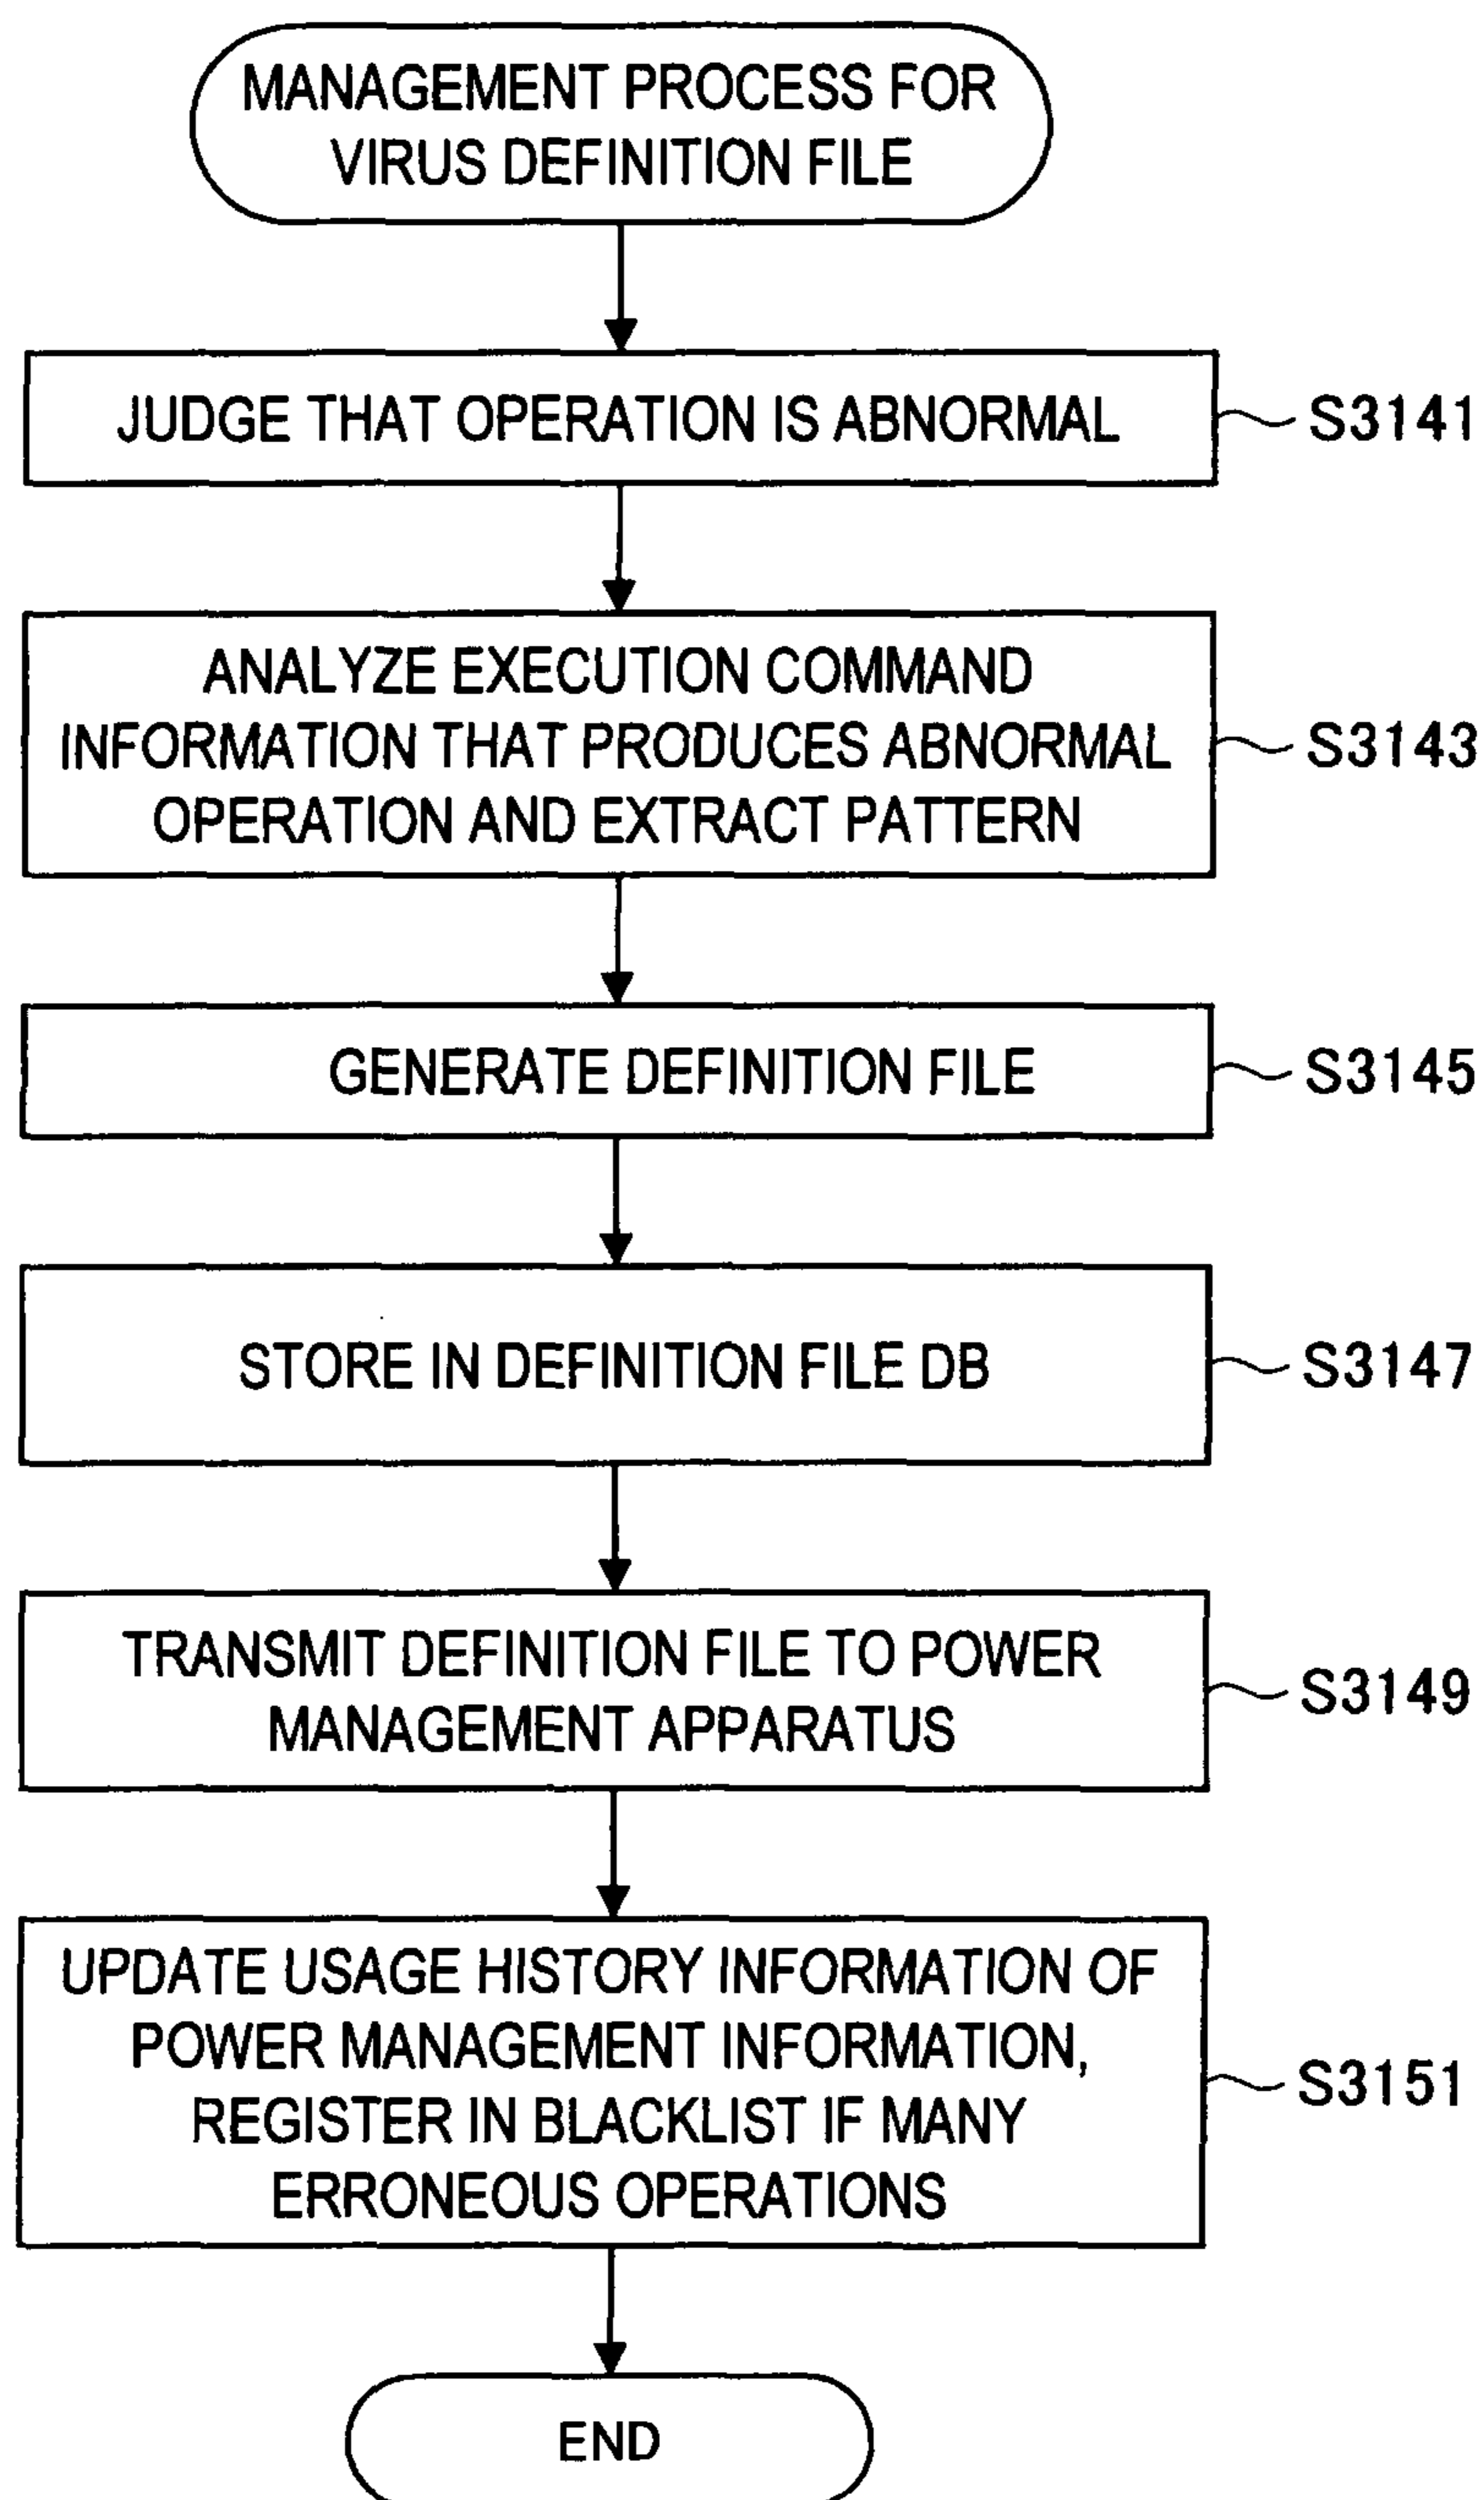 MANAGEMENT PROCESS FOR
VIRUS DEFINITION FILE
JUDGE THAT OPERATION IS ABNORMAL
S3141
ANALYZE EXECUTION COMMAND
INFORMATION THAT PRODUCES ABNORMAL
OPERATION AND EXTRACT PATTERN
S3143
GENERATE DEFINITION FILE
S3145
STORE IN DEFINITION FILE DB
S3147
TRANSMIT DEFINITION FILE TO POWER
MANAGEMENT APPARATUS
S3149
UPDATE USAGE HISTORY INFORMATION OF
POWER MANAGEMENT INFORMATION,
REGISTER IN BLACKLIST IF MANY
ERRONEOUS OPERATIONS
S3151
END